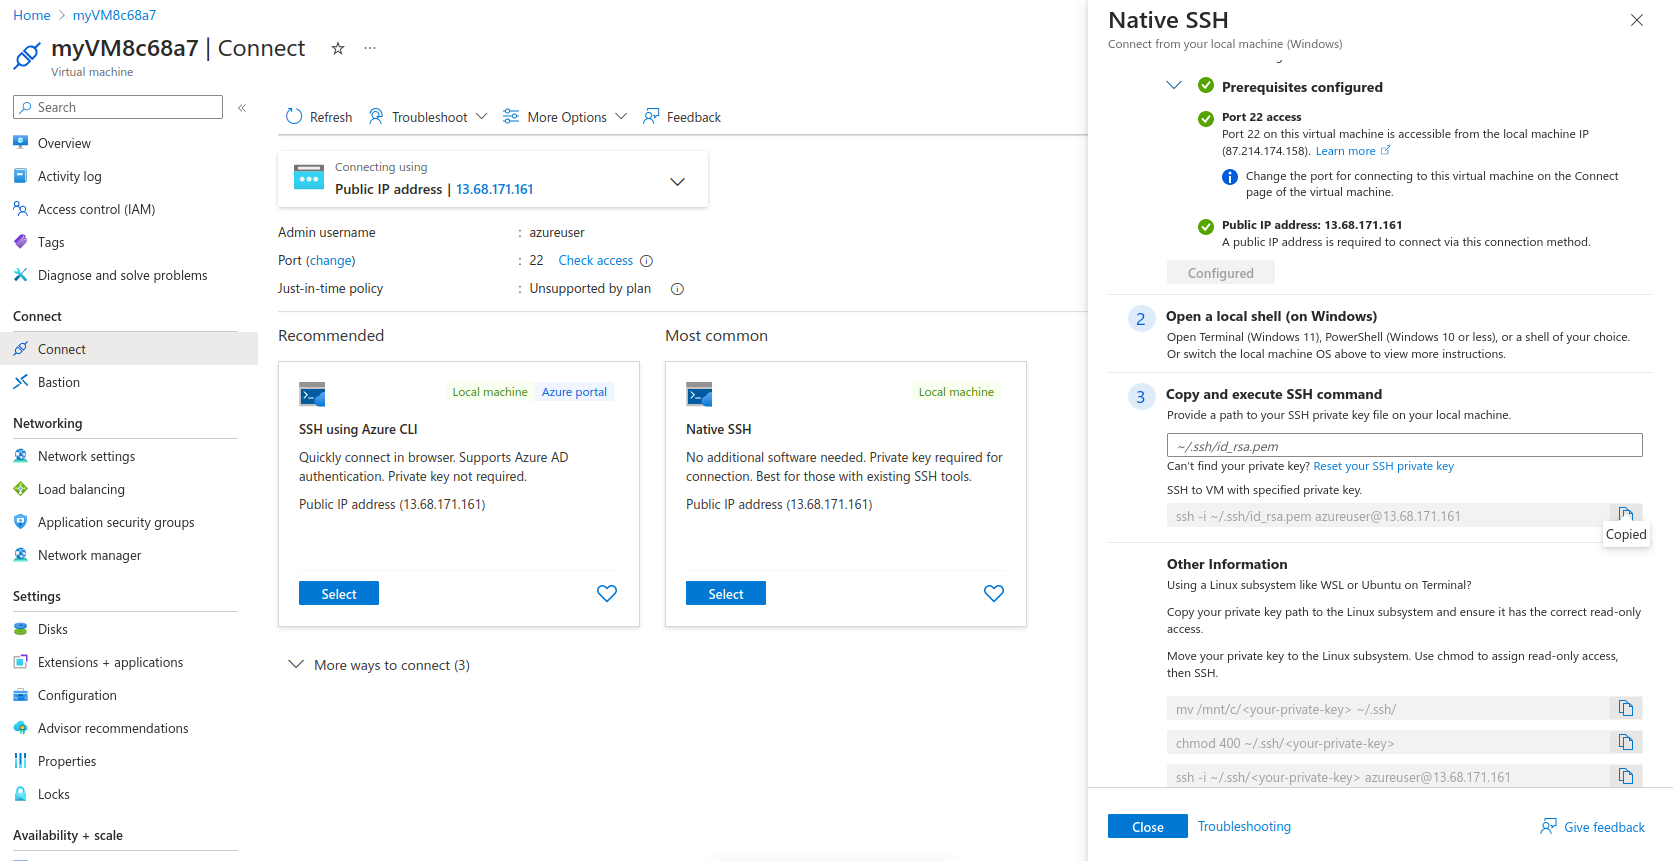 Home > myVM8c68a7
myVM8c68a7 | Connect ☆ ...
Virtual machine
Search «
Overview
Activity log
Access control (IAM)
Tags
Diagnose and solve problems
Connect
Connect
Bastion
Networking
Network settings
Load balancing
Application security groups
Network manager
Settings
Disks
Extensions + applications
Configuration
Advisor recommendations
Properties
Locks
Availability + scale
Refresh Troubleshoot More Options Feedback
Connecting using
Public IP address | 13.68.171.161
Admin username : azureuser
Port (change) : 22 Check access
Just-in-time policy : Unsupported by plan
Recommended
Local machine Azure portal
SSH using Azure CLI
Quickly connect in browser. Supports Azure AD
authentication. Private key not required.
Public IP address (13.68.171.161)
Select
Most common
Local machine
Native SSH
No additional software needed. Private key required for
connection. Best for those with existing SSH tools.
Public IP address (13.68.171.161)
Select
More ways to connect (3)
Native SSH
Connect from your local machine (Windows)
Prerequisites configured
Port 22 access
Port 22 on this virtual machine is accessible from the local machine IP
(87.214.174.158). Learn more
Change the port for connecting to this virtual machine on the Connect
page of the virtual machine.
Public IP address: 13.68.171.161
A public IP address is required to connect via this connection method.
Configured
2 Open a local shell (on Windows)
Open Terminal (Windows 11), PowerShell (Windows 10 or less), or a shell of your choice.
Or switch the local machine OS above to view more instructions.
3 Copy and execute SSH command
Provide a path to your SSH private key file on your local machine.
~/.ssh/id_rsa.pem
Can't find your private key? Reset your SSH private key
SSH to VM with specified private key.
ssh -i ~/.ssh/id_rsa.pem azureuser@13.68.171.161
Copied
Other Information
Using a Linux subsystem like WSL or Ubuntu on Terminal?
Copy your private key path to the Linux subsystem and ensure it has the correct read-only
access.
Move your private key to the Linux subsystem. Use chmod to assign read-only access,
then SSH.
mv /mnt/c/<your-private-key> ~/.ssh/
chmod 400 ~/.ssh/<your-private-key>
ssh -i ~/.ssh/<your-private-key> azureuser@13.68.171.161
Close Troubleshooting Give feedback